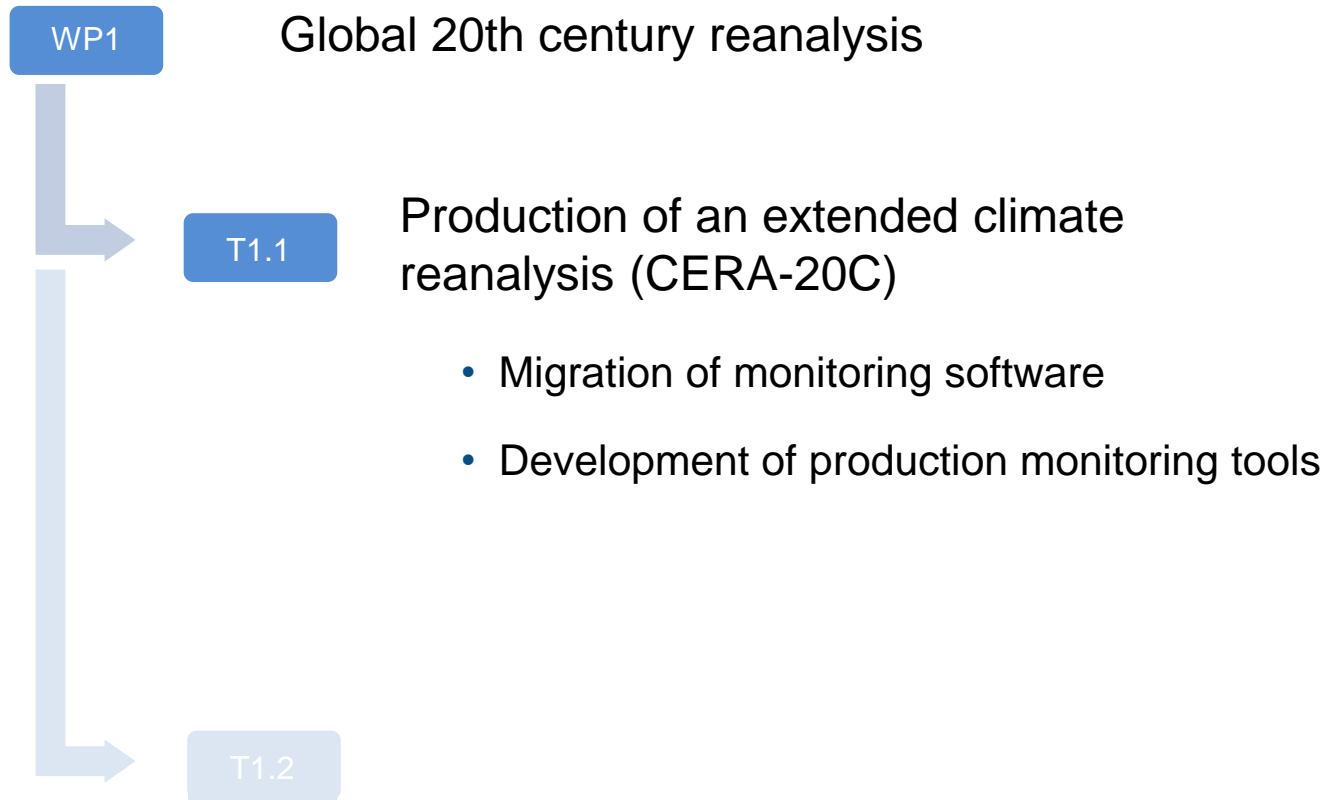 WP1
Global 20th century reanalysis
T1.1
Production of an extended climate
reanalysis (CERA-20C)
• Migration of monitoring software
• Development of production monitoring tools
T1.2